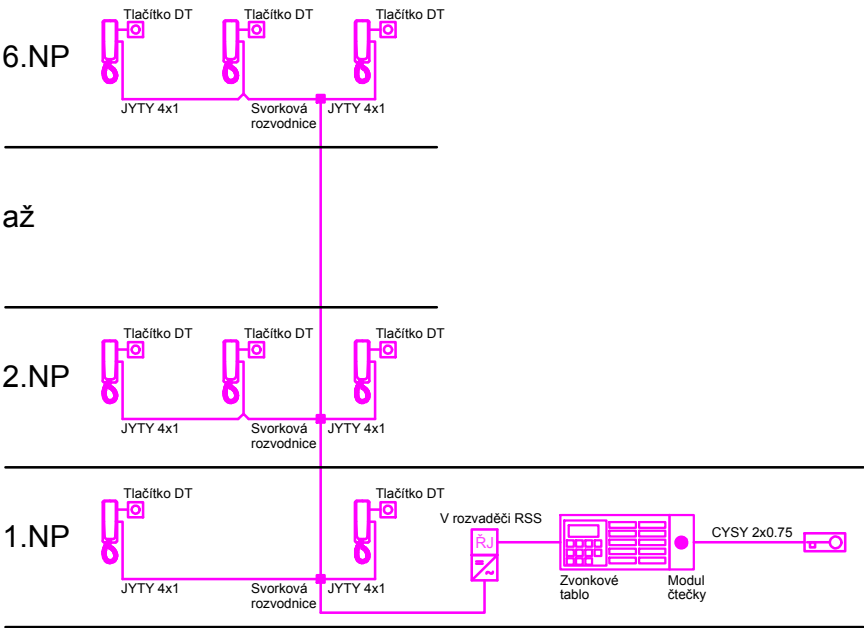 Tlačítko DT
Tlačítko DT
Tlačítko DT
6.NP
JYTY 4x1
Svorková
rozvodnice
JYTY 4x1
až
Tlačítko DT
Tlačítko DT
Tlačítko DT
2.NP
JYTY 4x1
Svorková
rozvodnice
JYTY 4x1
Tlačítko DT
Tlačítko DT
V rozvaděči RSS
1.NP
ŘJ
CYSY 2x0.75
JYTY 4x1
Svorková
rozvodnice
JYTY 4x1
Zvonkové
tablo
Modul
čtečky